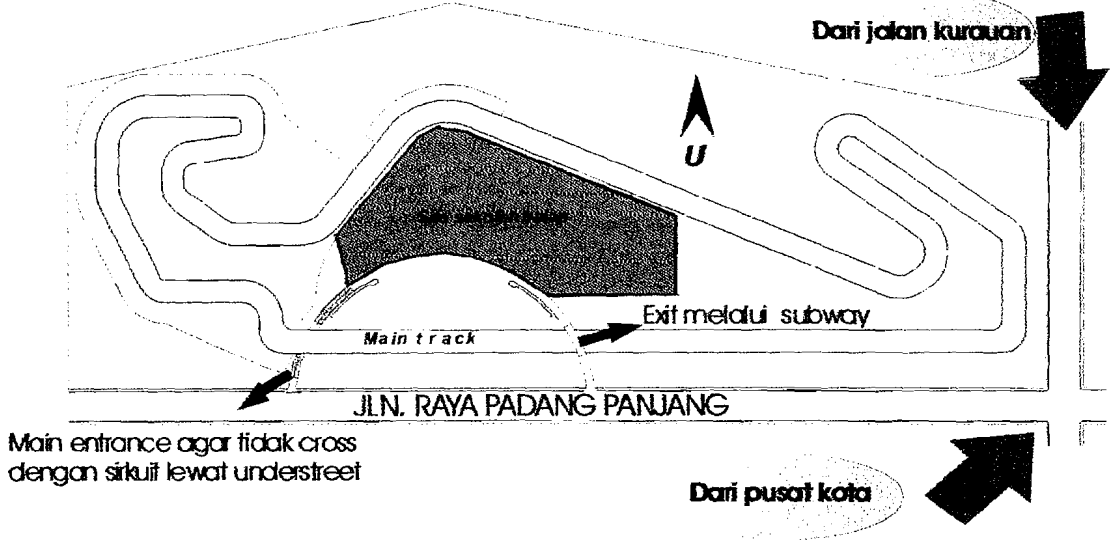 Dari jalan kurauan
U
Exit melalui subway
Main track
JLN. RAYA PADANG PANJANG
Main entrance agar tidak cross
dengan sirkuit lewat understreet
Dari pusat kota